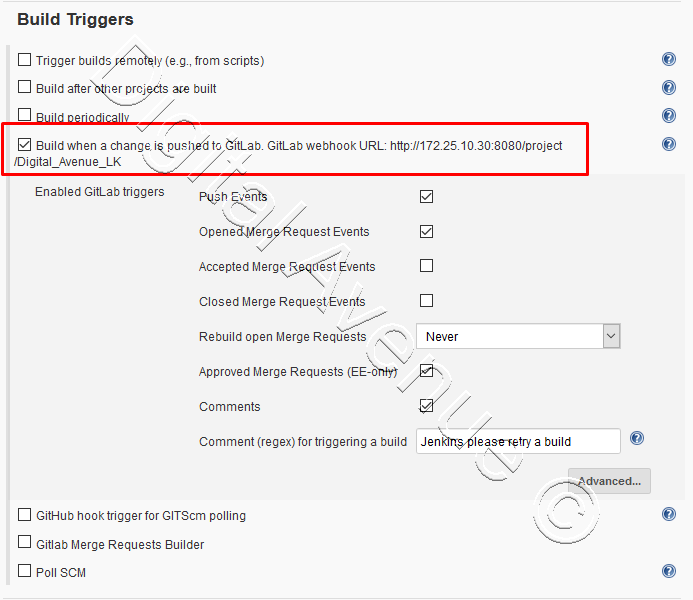 Build Triggers
Trigger builds remotely (e.g., from scripts)
Build after other projects are built
Build periodically
Build when a change is pushed to GitLab. GitLab webhook URL: http://172.25.10.30:8080/project
/Digital_Avenue_LK
Enabled GitLab triggers
Push Events
Opened Merge Request Events
Accepted Merge Request Events
Closed Merge Request Events
Rebuild open Merge Requests
Never
Approved Merge Requests (EE-only)
Comments
Comment (regex) for triggering a build
Jenkins please retry a build
Advanced...
GitHub hook trigger for GITScm polling
Gitlab Merge Requests Builder
Poll SCM
Digital Avenue ©